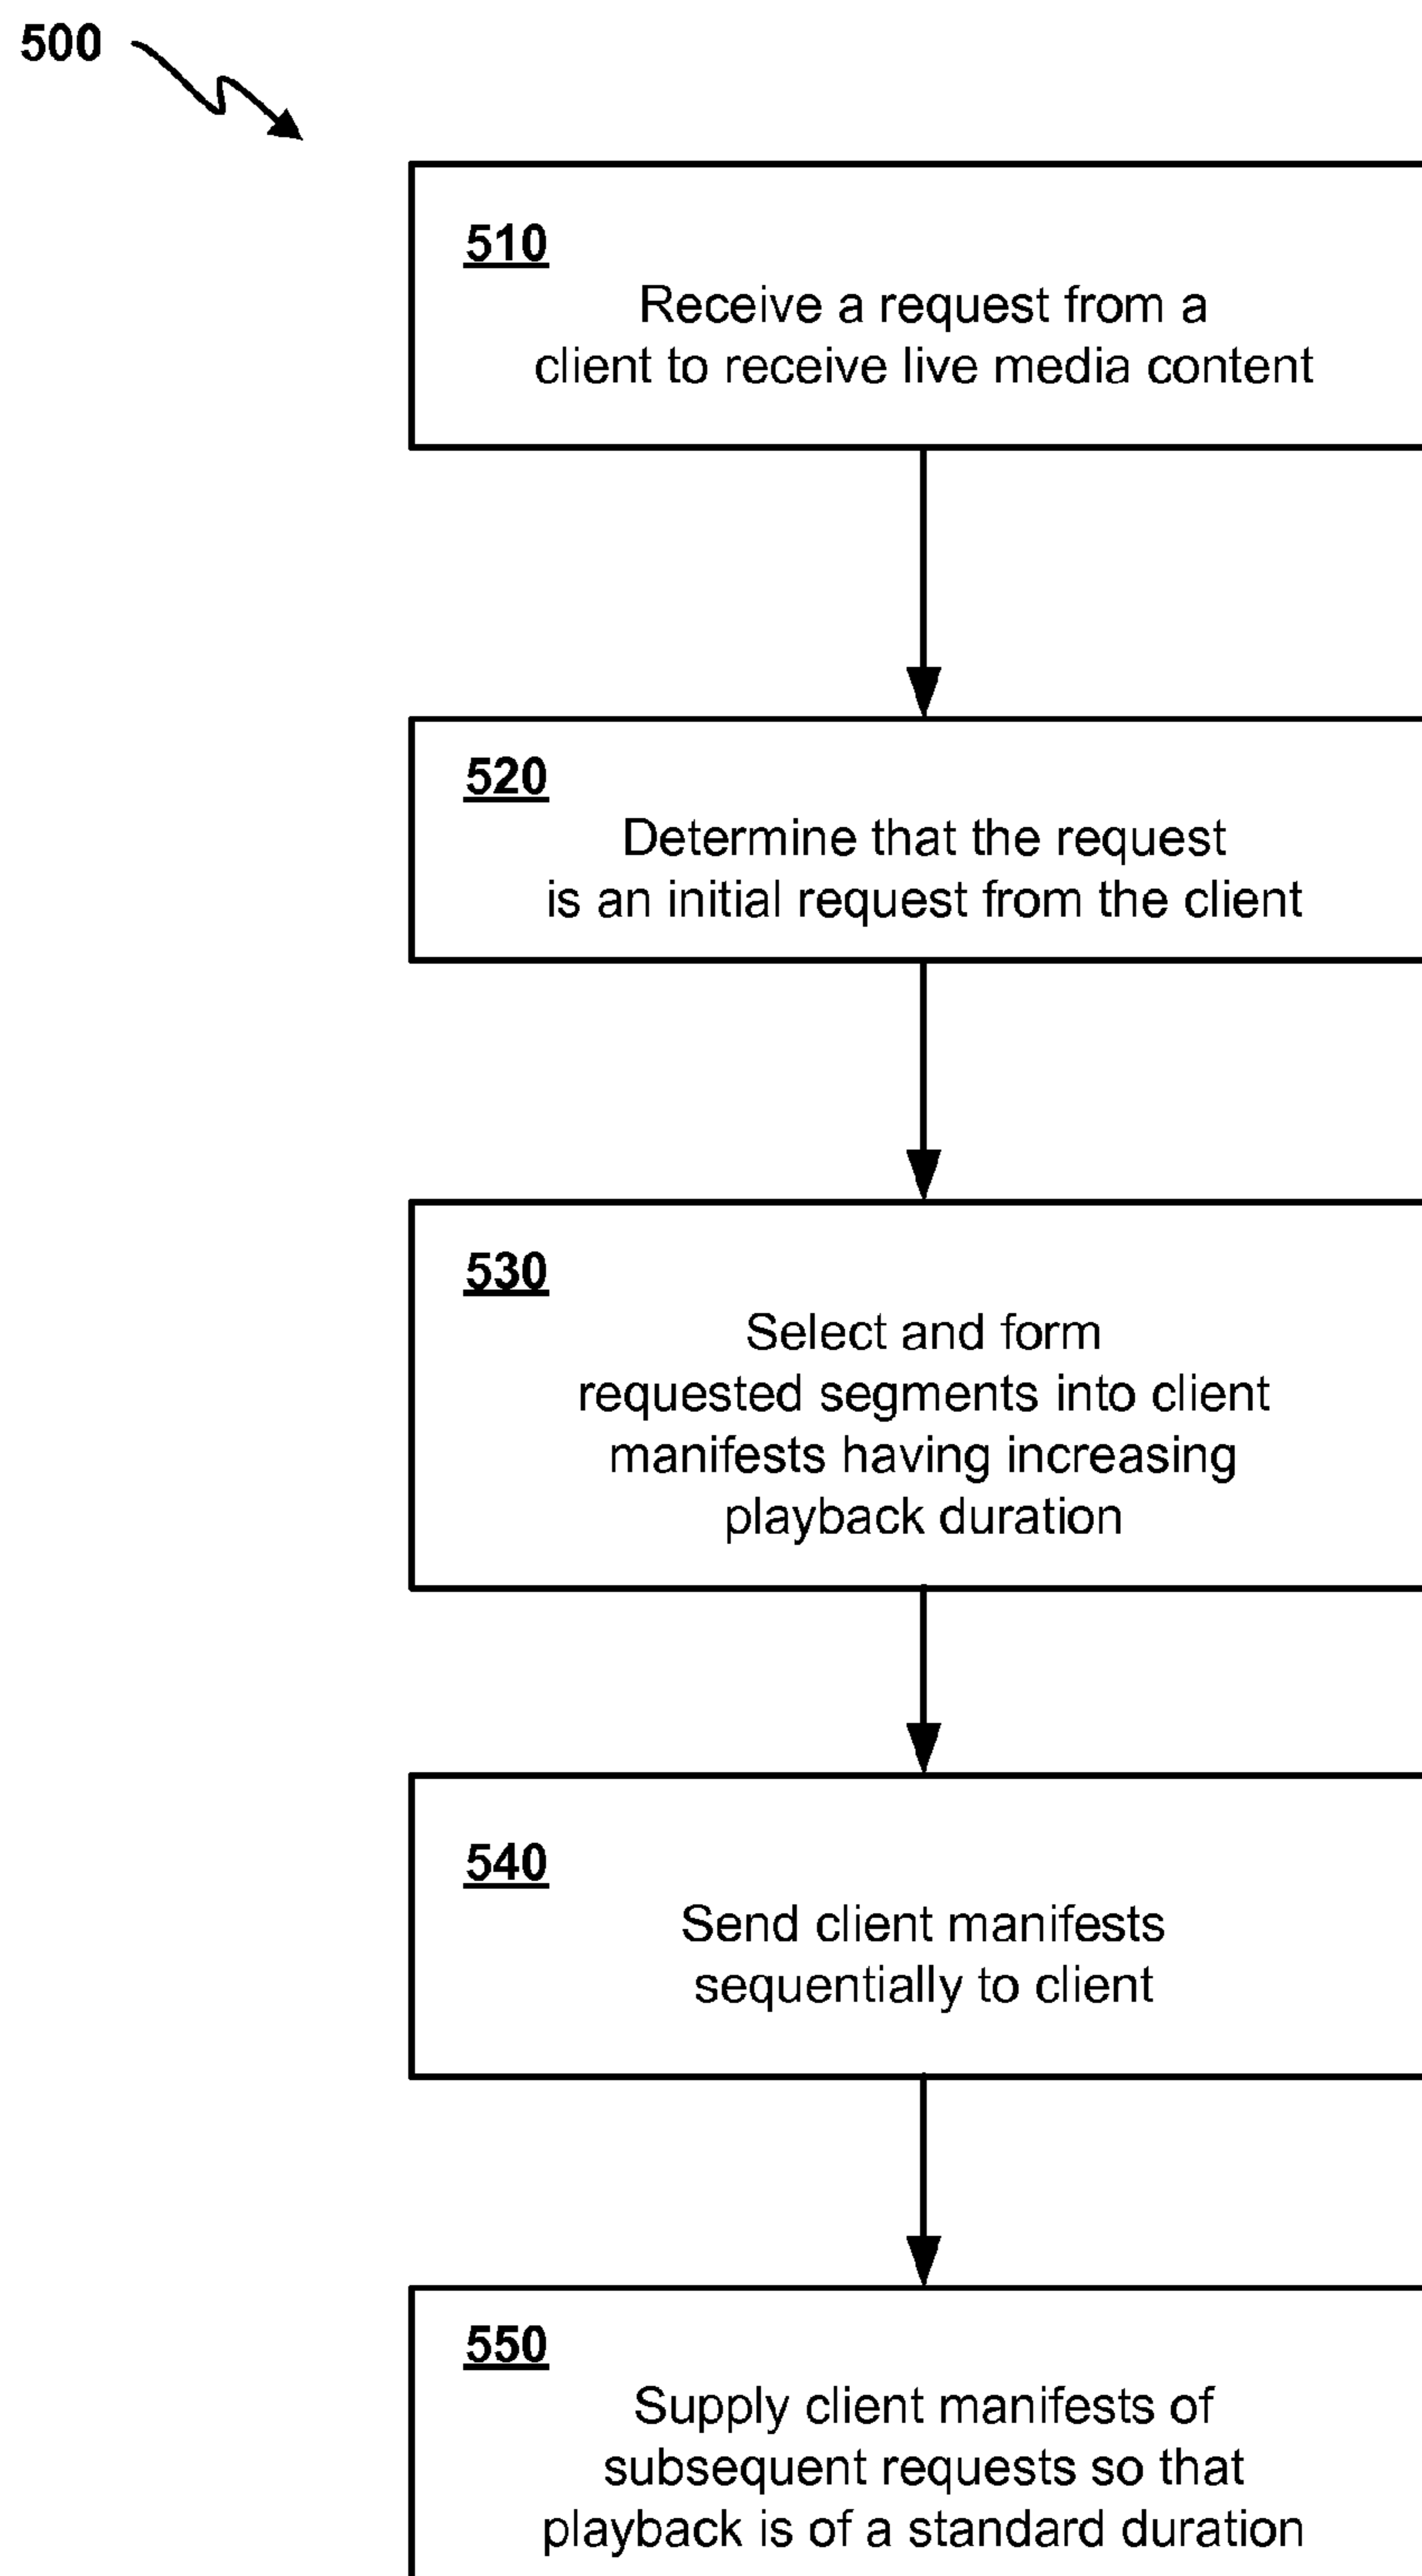 500
510
Receive a request from a
client to receive live media content
520
Determine that the request
is an initial request from the client
530
Select and form
requested segments into client
manifests having increasing
playback duration
540
Send client manifests
sequentially to client
550
Supply client manifests of
subsequent requests so that
playback is of a standard duration